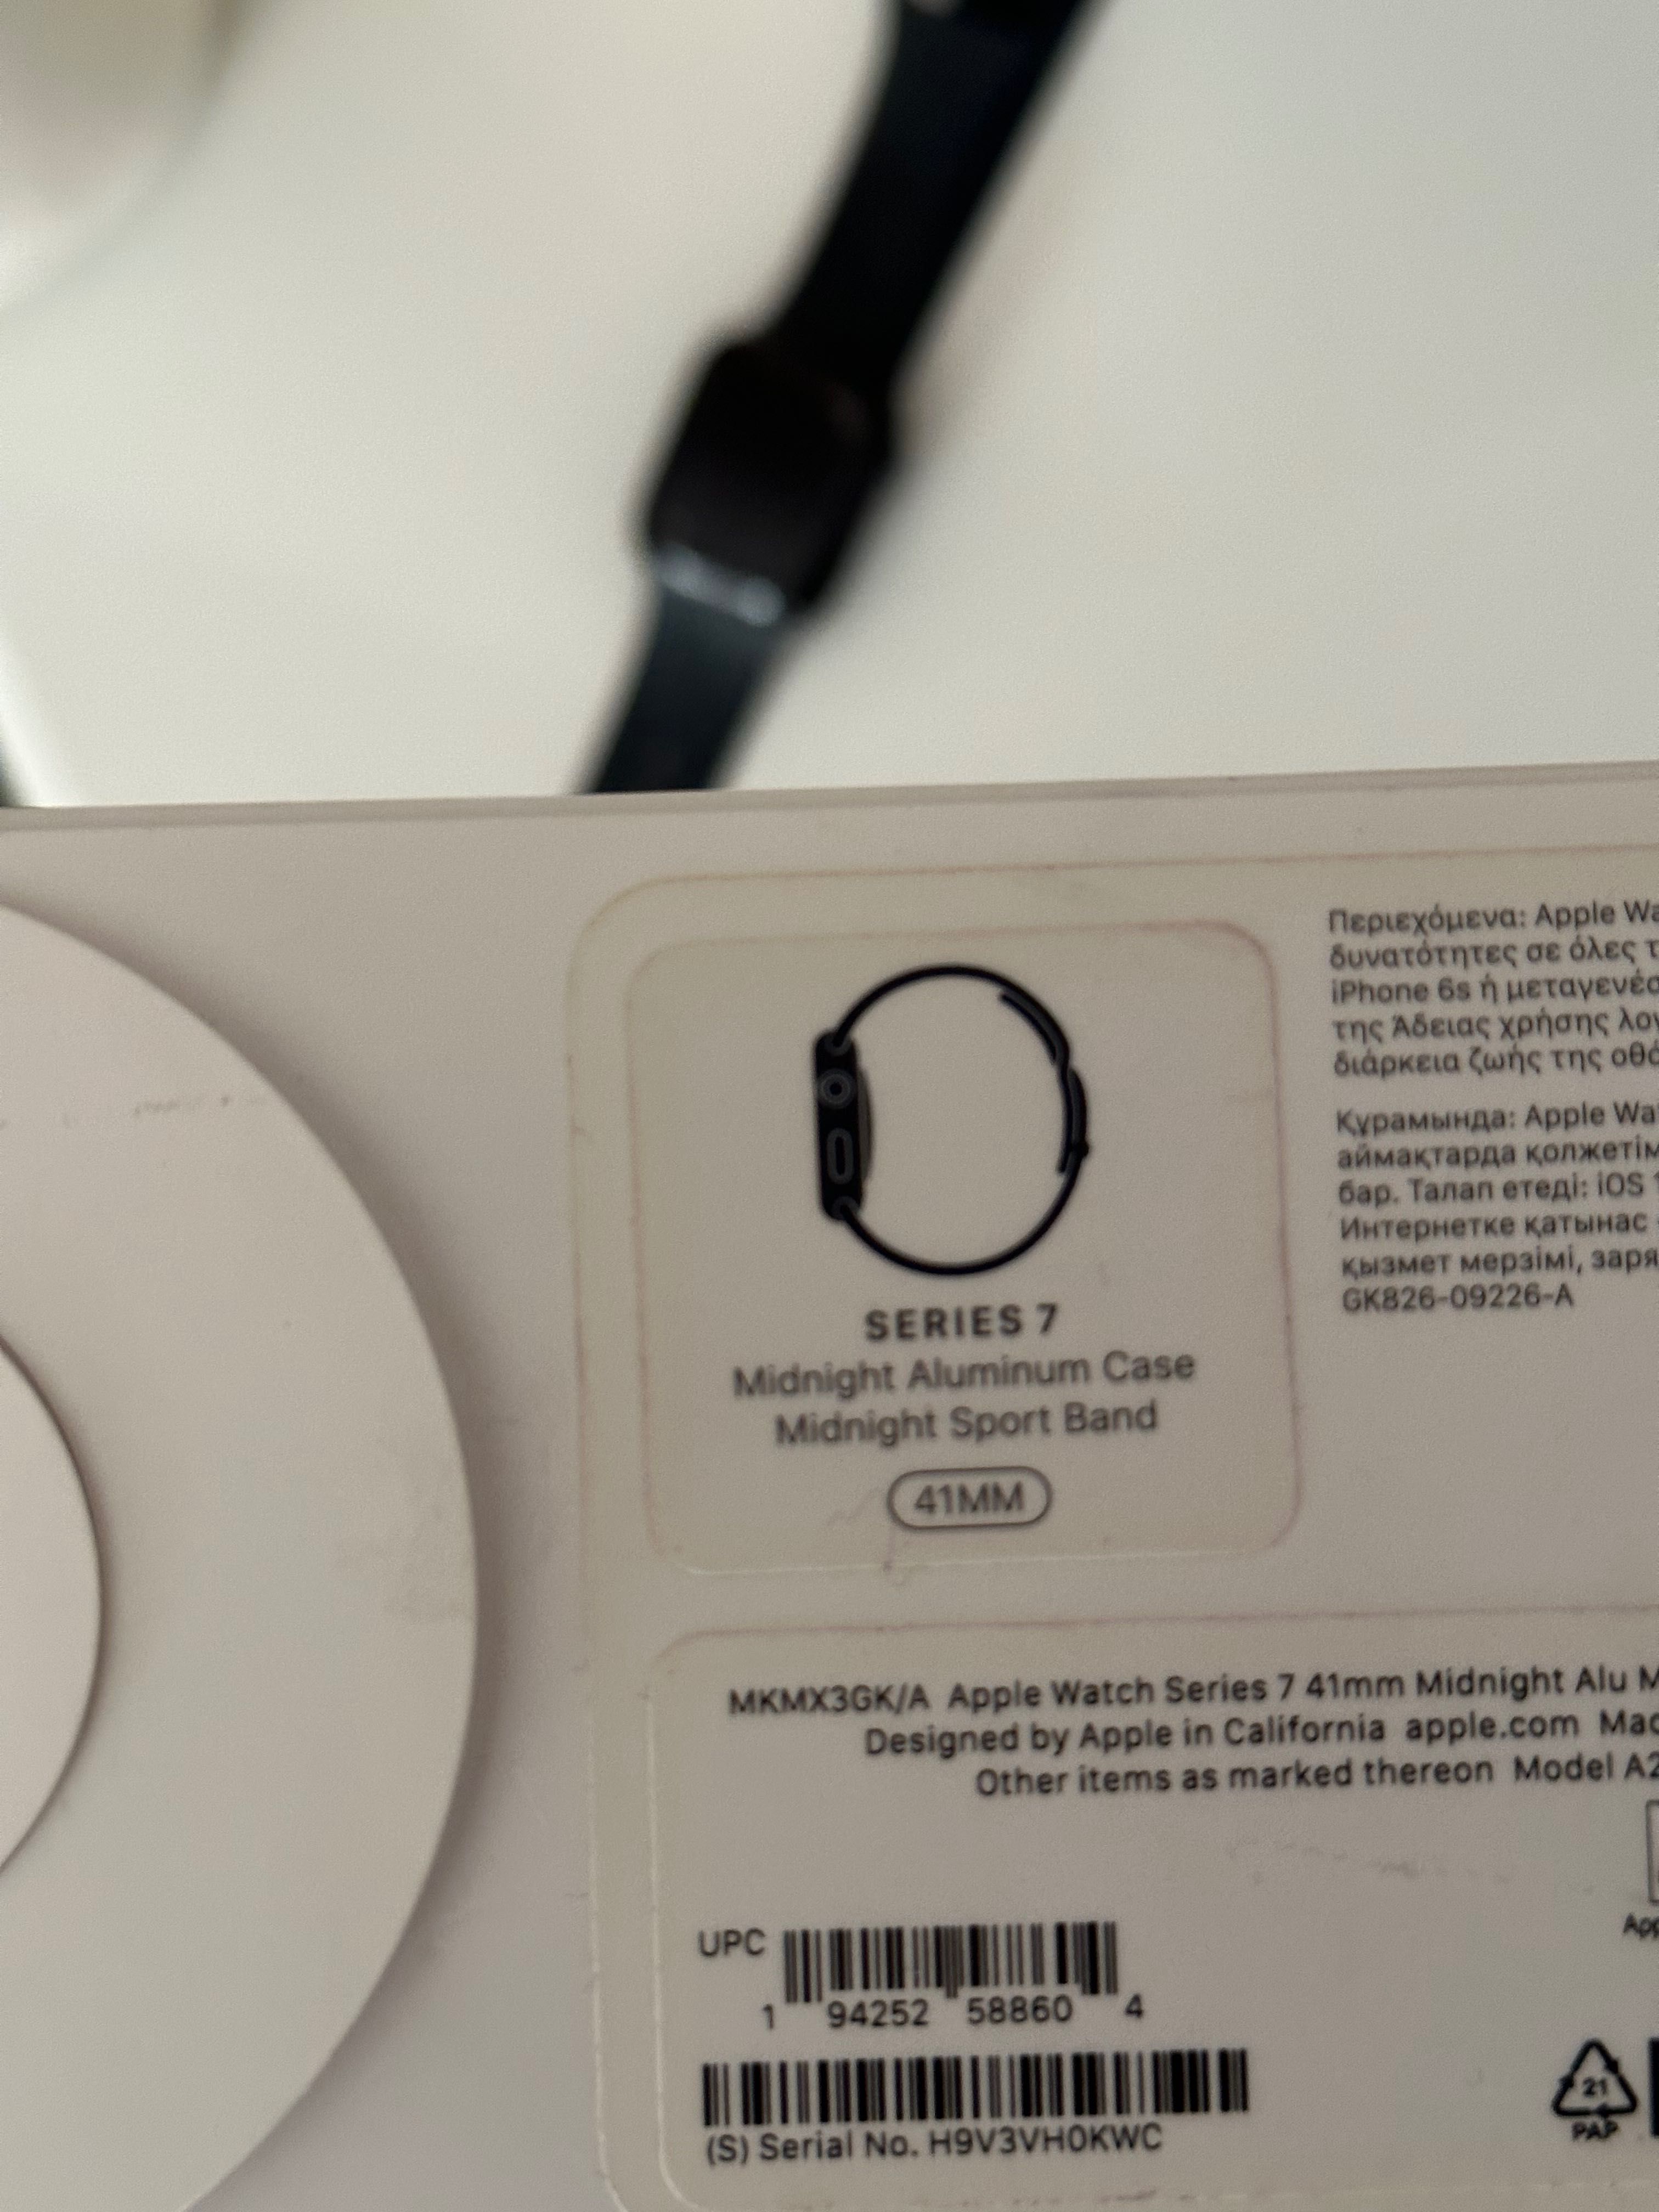 SERIES 7
Midnight Aluminum Case
Midnight Sport Band
41MM
Περιεχόμενα: Apple
δυνατότητες σε όλες
iPhone 6s ή
της Άδειας χρήσης
διάρκεια ζωής της
Құрамында: Apple
аймақтарда
бар. Талап етеді: iOS
Интернетке қатынас
қызмет мерзімі,
GK826-09226-A
MKMX3GK/A Apple Watch Series 7 41mm Midnight Alu
Designed by Apple in California apple.com
Other items as marked thereon Model
UPC
1 94252 58860 4
(S) Serial No. H9V3VH0KWC
21
PAP